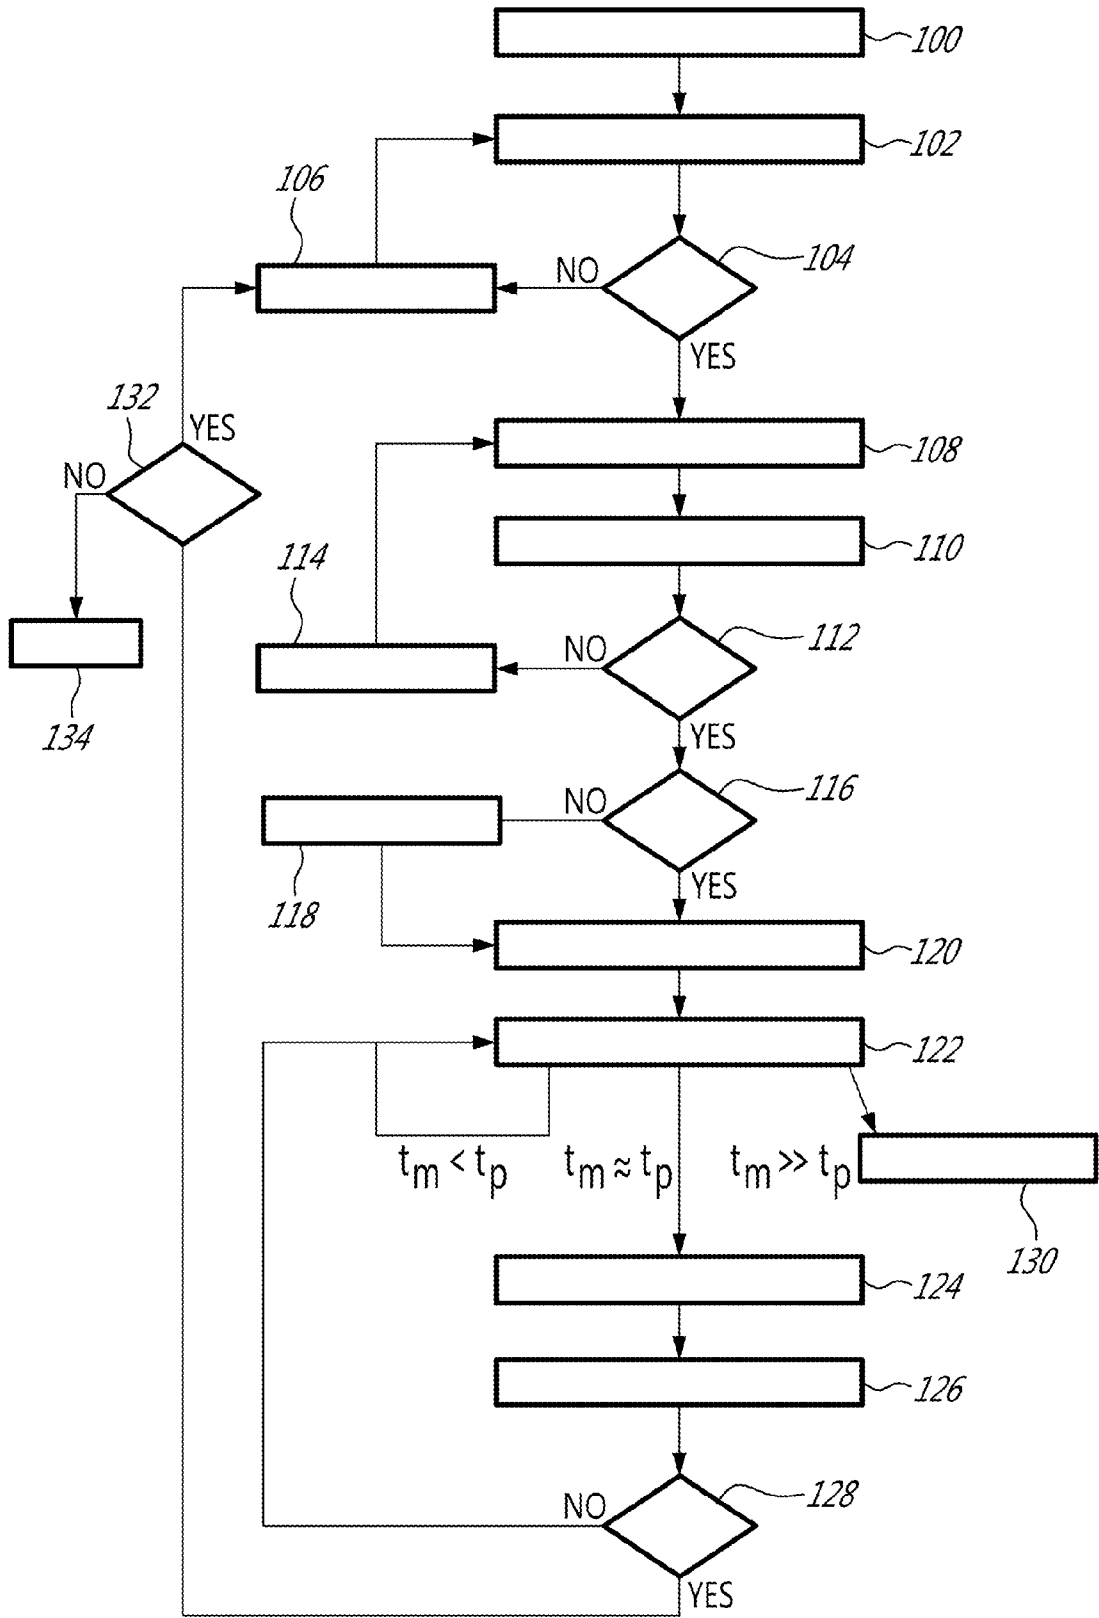 100
102
106
104
NO
YES
132
YES
108
NO
110
114
112
NO
134
YES
116
NO
YES
118
120
122
tm < tp
tm ≈ tp
tm >> tp
130
124
126
128
NO
YES